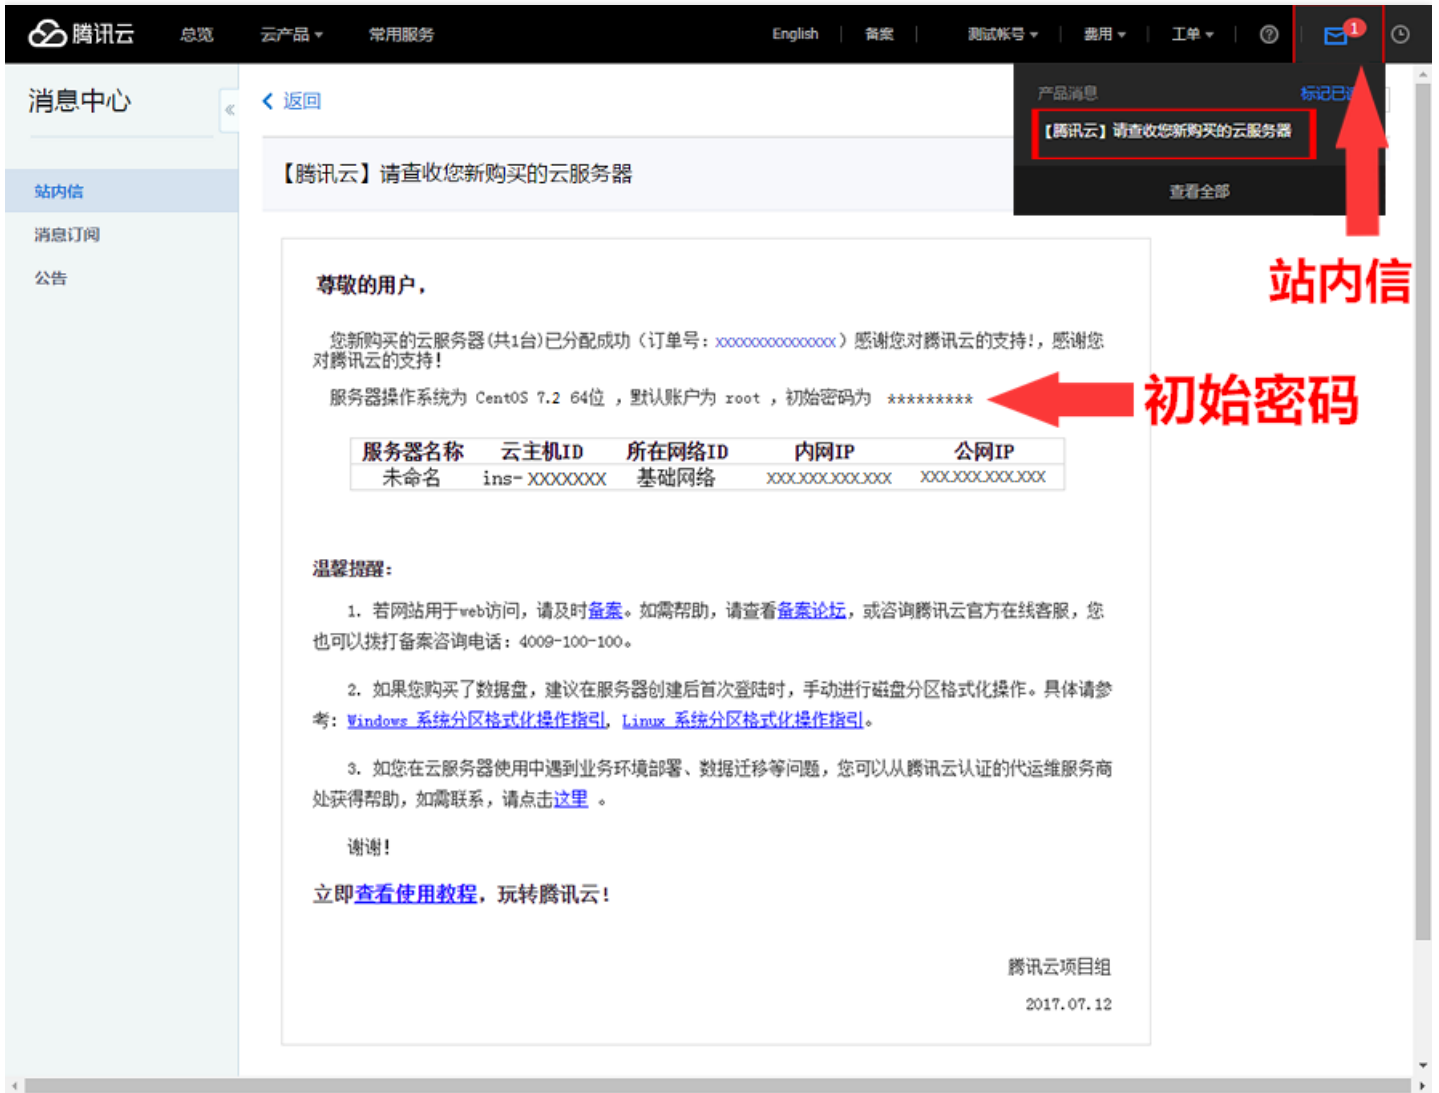 腾讯云 总览 云产品 常用服务 English 备案 测试帐号 费用 工单 1
消息中心
«
返回
产品消息 标记已
【腾讯云】请查收您新购买的云服务器
查看全部
【腾讯云】请查收您新购买的云服务器
站内信
消息订阅
公告
站内信
尊敬的用户，
您新购买的云服务器(共1台)已分配成功（订单号：xxxxxxxxxxxxxx）感谢您对腾讯云的支持!，感谢您
对腾讯云的支持!
服务器操作系统为 CentOS 7.2 64位 ，默认账户为 root ，初始密码为 *********
初始密码
服务器名称 云主机ID 所在网络ID 内网IP 公网IP
未命名 ins- XXXXXXX 基础网络 XXX.XXX.XXX.XXX XXX.XXX.XXX.XXX
温馨提醒：
1. 若网站用于web访问，请及时备案。如需帮助，请查看备案论坛，或咨询腾讯云官方在线客服，您
也可以拨打备案咨询电话：4009-100-100。
2. 如果您购买了数据盘，建议在服务器创建后首次登陆时，手动进行磁盘分区格式化操作。具体请参
考：Windows 系统分区格式化操作指引，Linux 系统分区格式化操作指引。
3. 如您在云服务器使用中遇到业务环境部署、数据迁移等问题，您可以从腾讯云认证的代运维服务商
处获得帮助，如需联系，请点击这里 。
谢谢!
立即查看使用教程，玩转腾讯云!
腾讯云项目组
2017.07.12